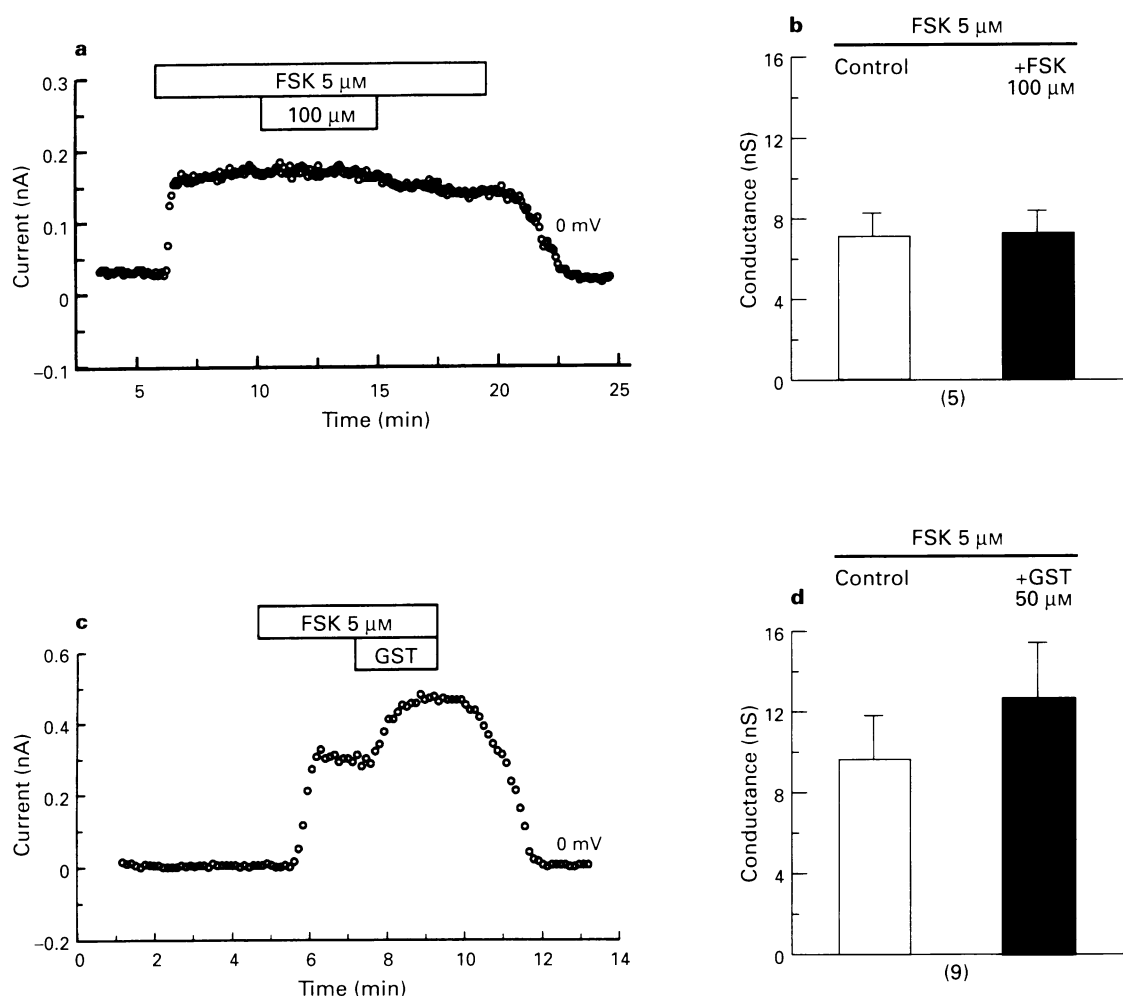 a
FSK 5 µM
100 µM
0.3
0.2
0.1
0
–0.1
Current (nA)
0 mV
5
10
15
20
25
Time (min)
b
FSK 5 µM
Control
+FSK
100 µM
16
12
8
4
0
Conductance (nS)
(5)
c
FSK 5 µM
GST
0.6
0.4
0.2
0
–0.2
Current (nA)
0 mV
0
2
4
6
8
10
12
14
Time (min)
d
FSK 5 µM
Control
+GST
50 µM
16
12
8
4
0
Conductance (nS)
(9)